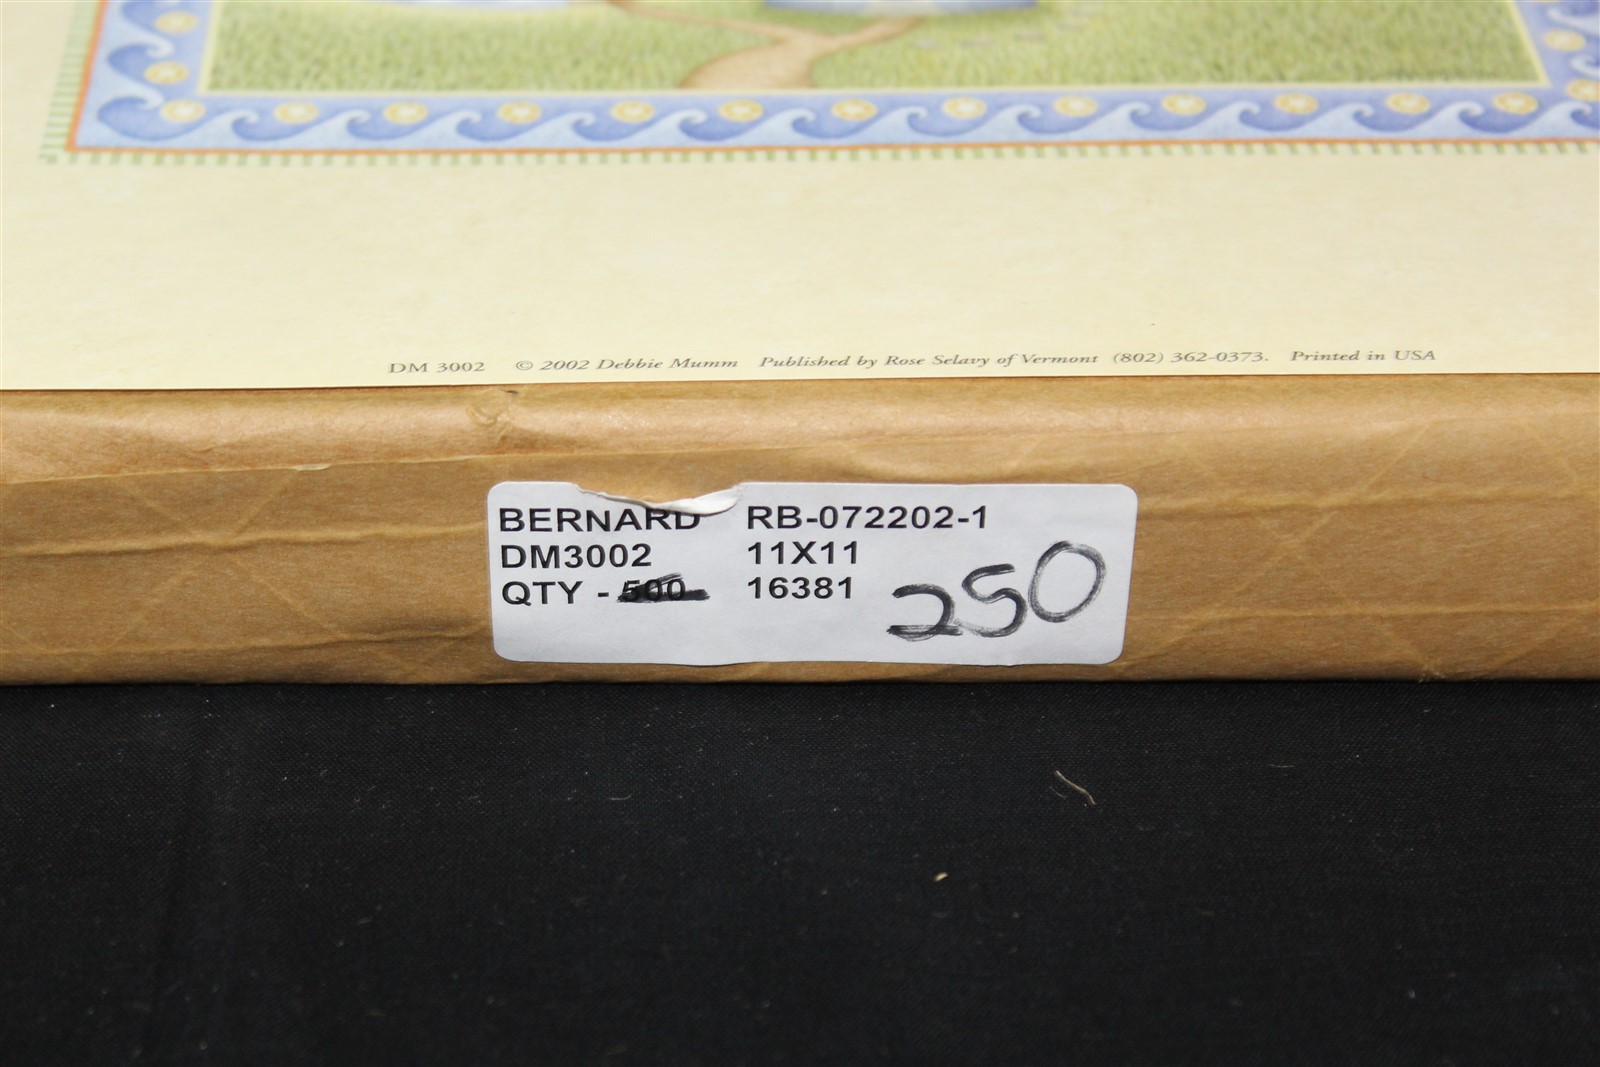 DM 3002 © 2002 Debbie Mumm Published by Rose Selavy of Vermont (802) 362-0373. Printed in USA
BERNARD RB-072202-1
DM3002 11X11
QTY - 500 16381 250